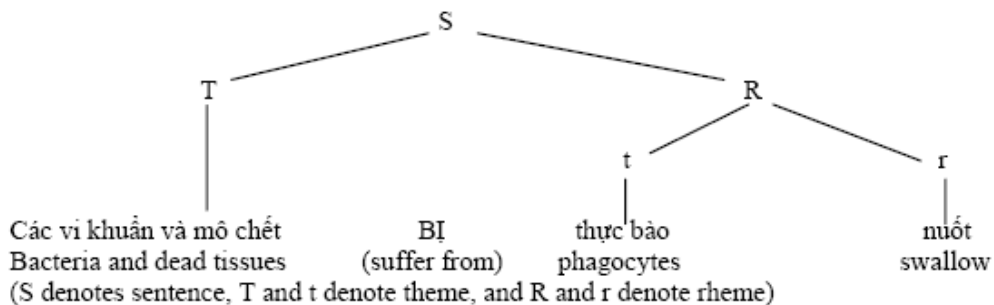 S
T R
t r
Các vi khuẩn và mô chết BỊ thực bào nuốt
Bacteria and dead tissues (suffer from) phagocytes swallow
(S denotes sentence, T and t denote theme, and R and r denote rheme)